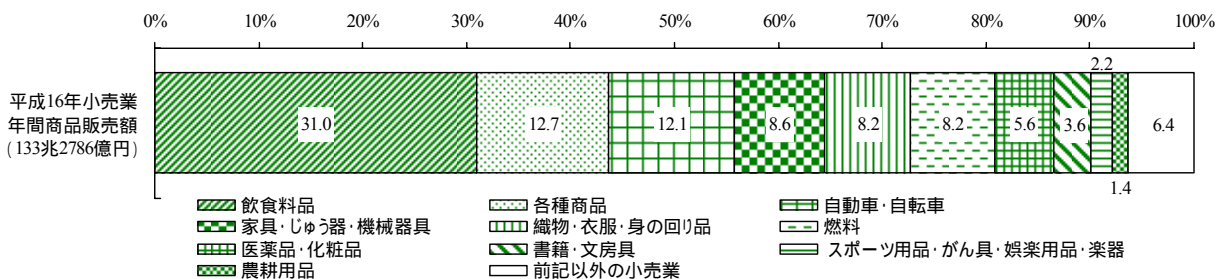 0% 10% 20% 30% 40% 50% 60% 70% 80% 90% 100%
2.2
平成16年小売業
年間商品販売額
(133兆2786億円)
31.0 12.7 12.1 8.6 8.2 8.2 5.6 3.6 6.4
1.4
飲食料品 各種商品 自動車・自転車
家具・じゅう器・機械器具 織物・衣服・身の回り品 燃料
医薬品・化粧品 書籍・文房具 スポーツ用品・がん具・娯楽用品・楽器
農耕用品 前記以外の小売業